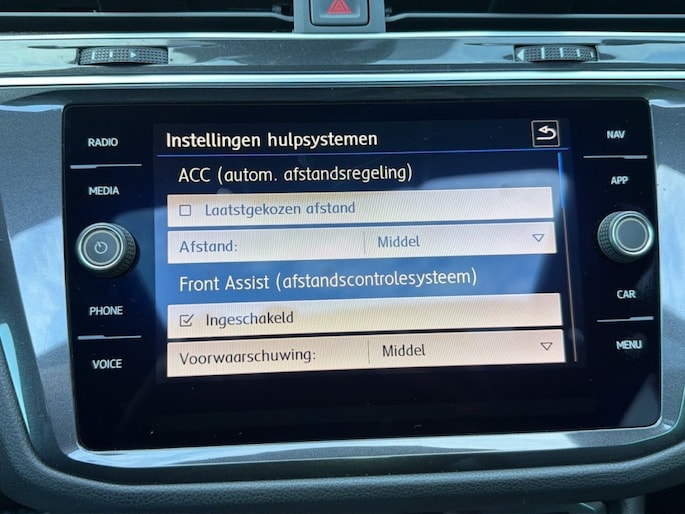 RADIO
MEDIA
PHONE
VOICE
Instellingen hulpsystemen
ACC (autom. afstandsregeling)
Laatstgekozen afstand
Afstand: Middel
Front Assist (afstandscontrolesysteem)
Ingeschakeld
Voorwaarschuwing: Middel
NAV
APP
CAR
MENU